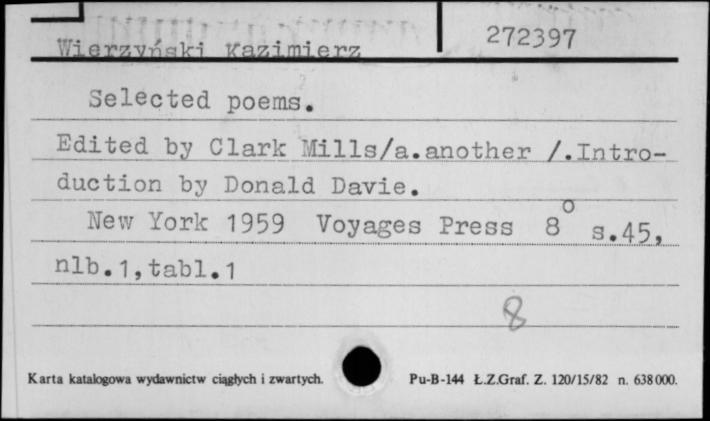 272397
Wierzyński Kazimierz
Selected poems.
Edited by Clark Mills/a.another /.Intro-
duction by Donald Davie.
New York 1959 Voyages Press 8° s.45,
nlb.1,tabl.1
8
Karta katalogowa wydawnictw ciągłych i zwartych. Pu-B-144 Ł.Z.Graf. Z. 120/15/82 n. 638000.